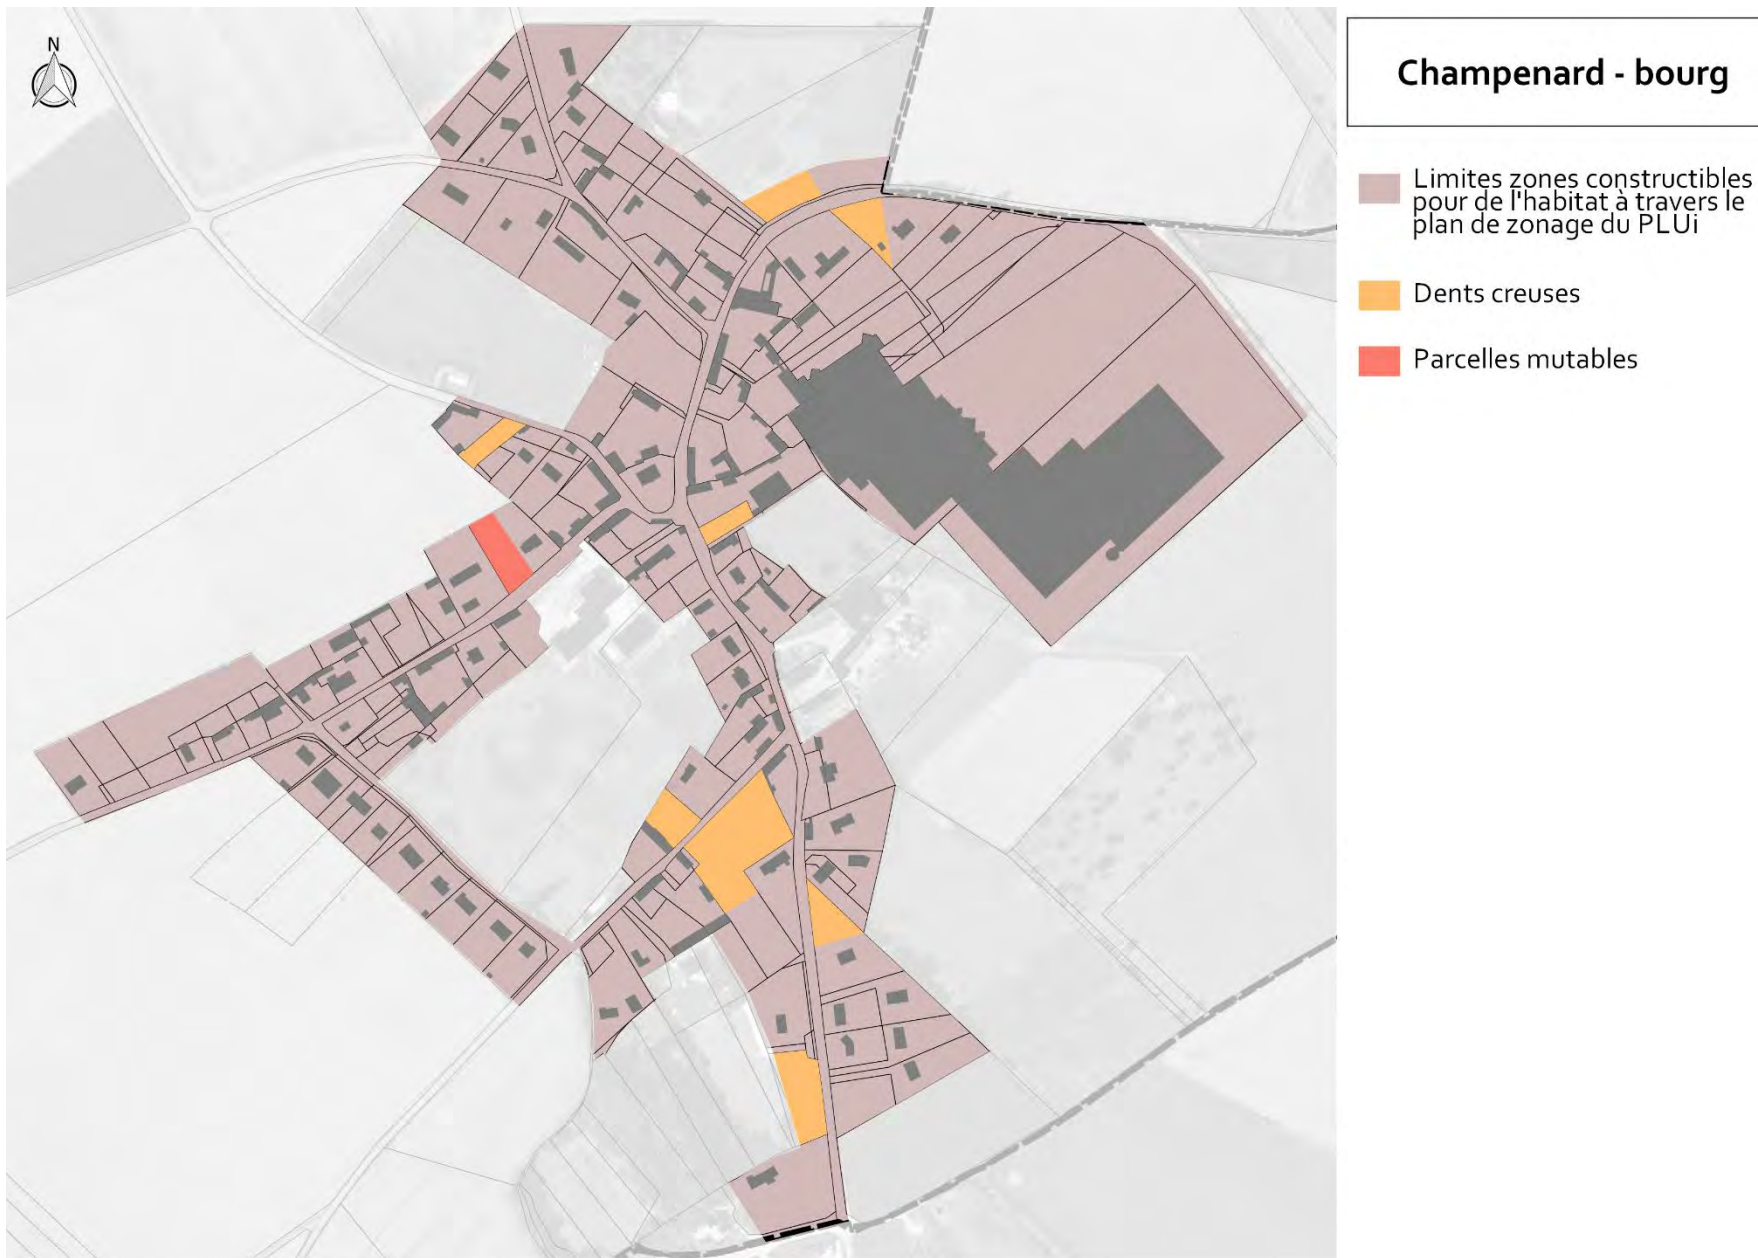 N
Champenard - bourg
Limites zones constructibles
pour de l'habitat à travers le
plan de zonage du PLUi
Dents creuses
Parcelles mutables